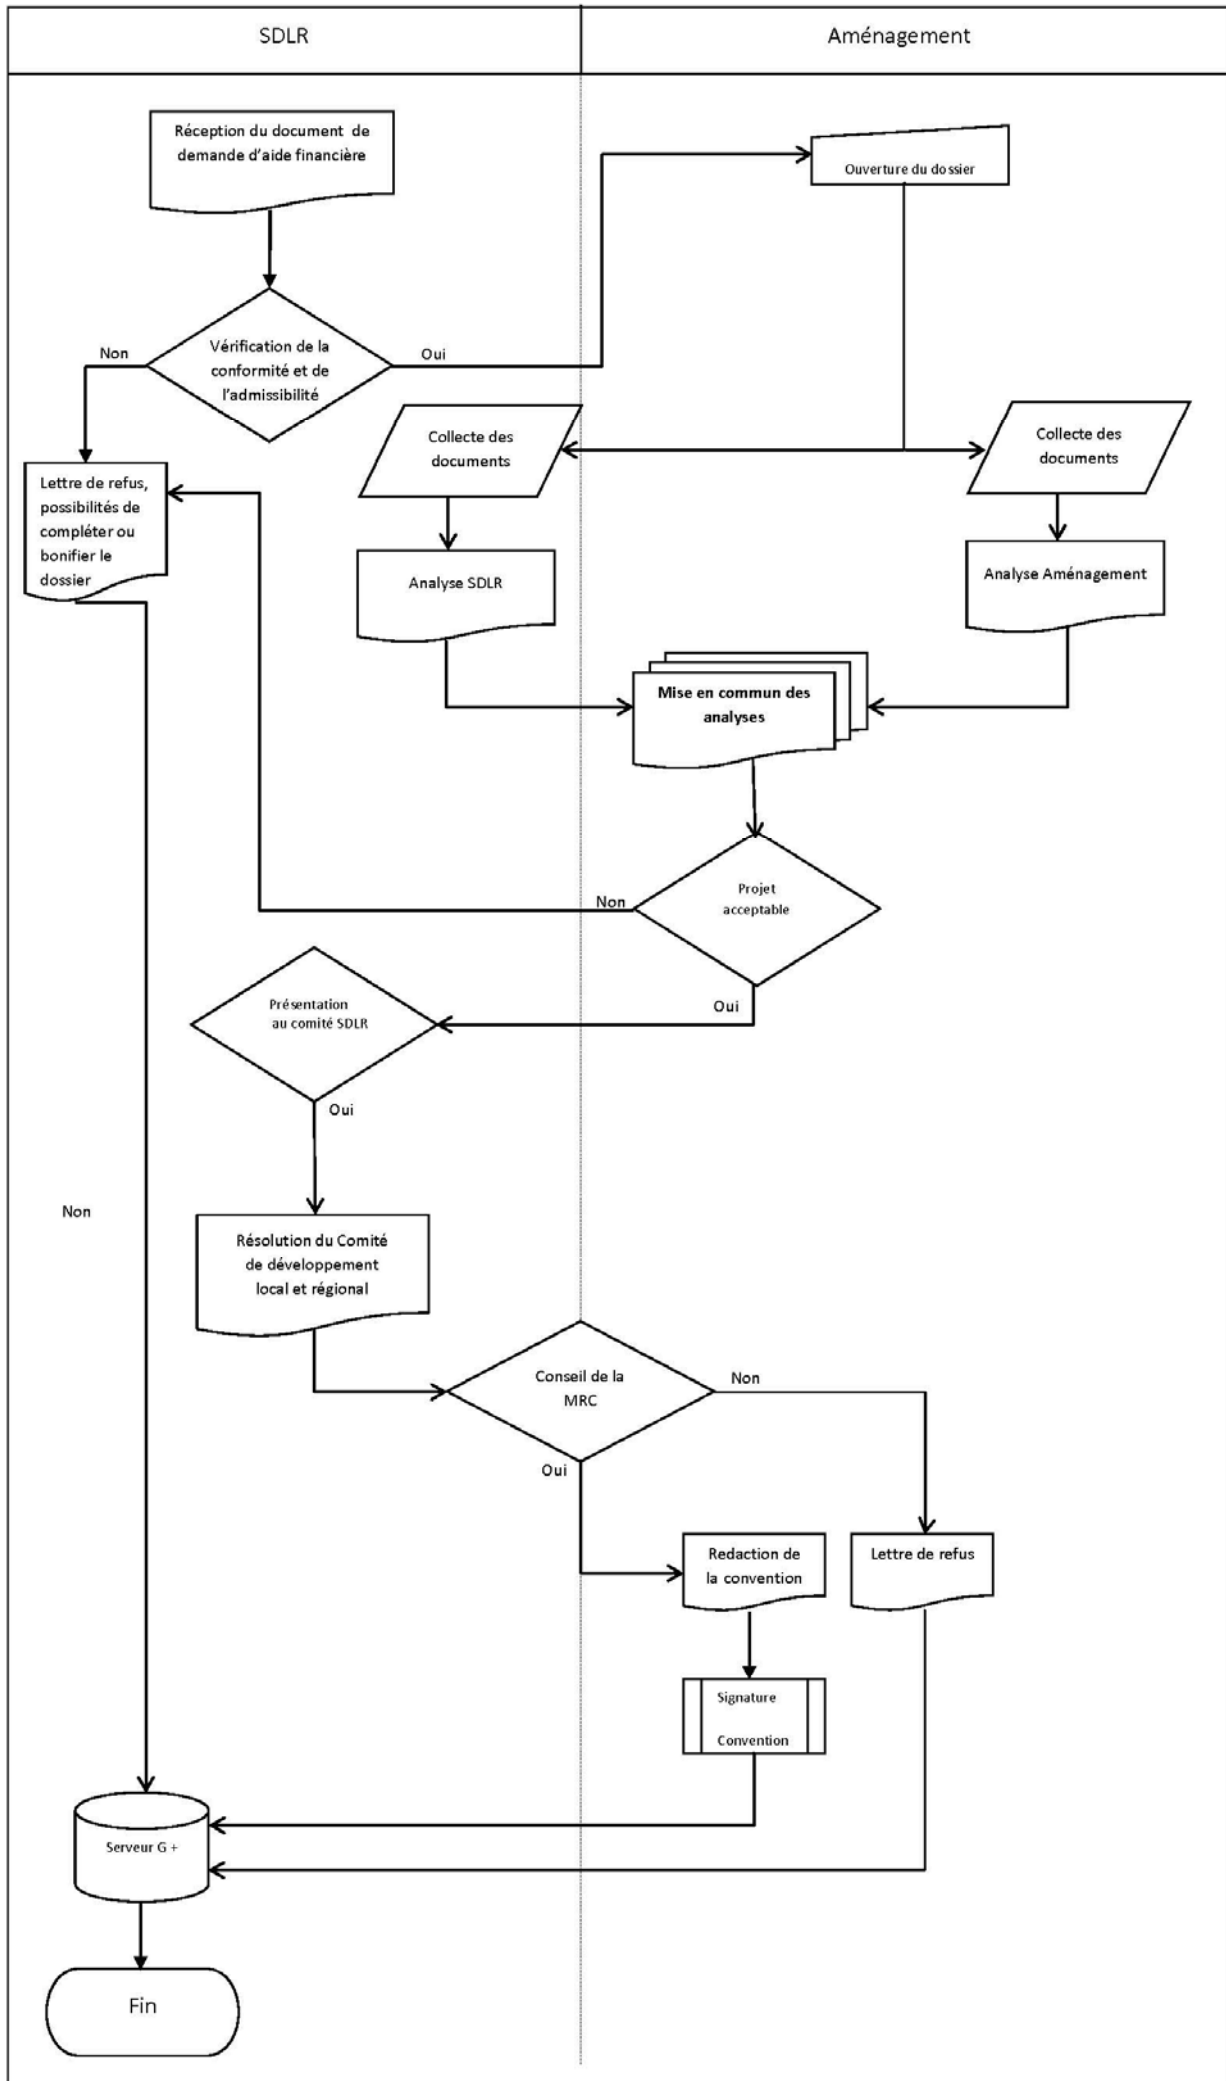 SDLR
Aménagement
Réception du document de
demande d'aide financière
Ouverture du dossier
Non
Vérification de la
conformité et de
l'admissibilité
Oui
Collecte des
documents
Collecte des
documents
Lettre de refus,
possibilités de
compléter ou
bonifier le
dossier
Analyse SDLR
Analyse Aménagement
Mise en commun des
analyses
Projet
acceptable
Non
Oui
Présentation
au comité SDLR
Oui
Non
Résolution du Comité
de développement
local et régional
Conseil de la
MRC
Non
Oui
Redaction de
la convention
Lettre de refus
Signature
Convention
Serveur G +
Fin